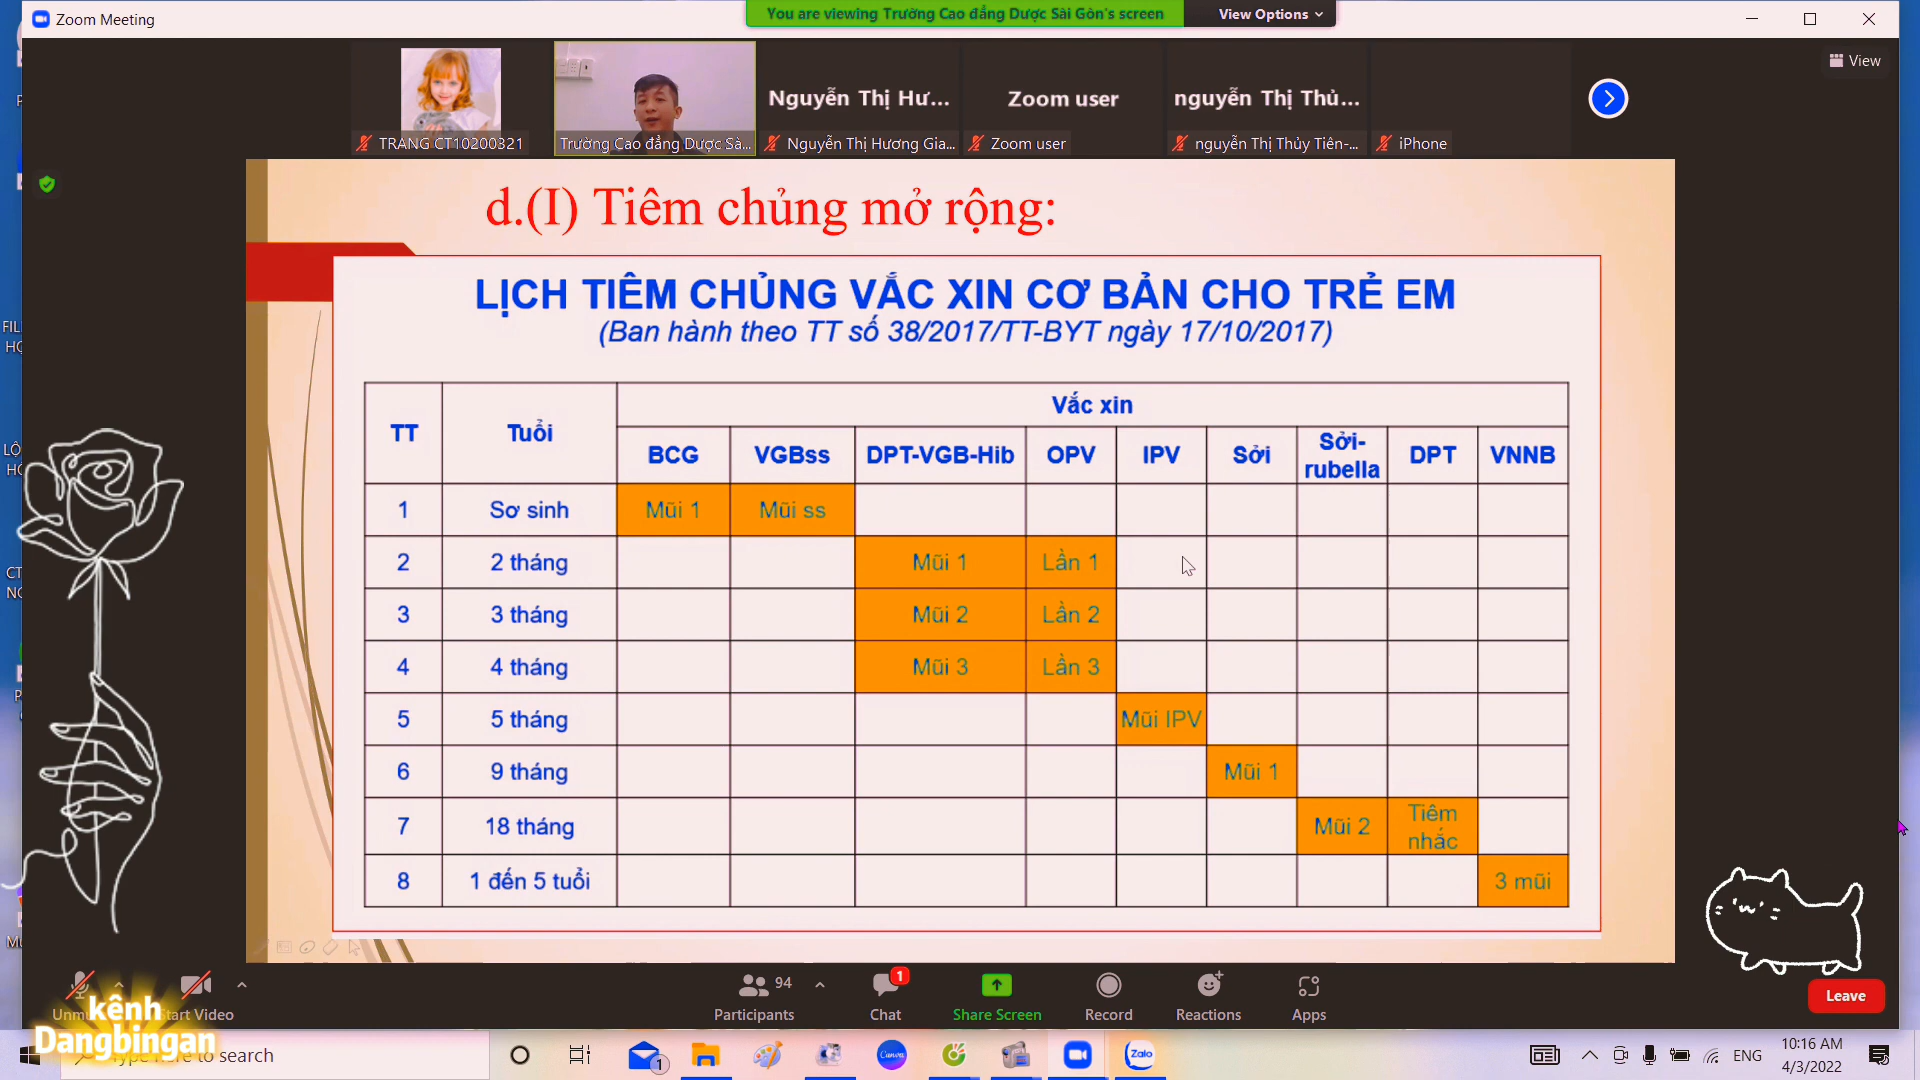 Zoom Meeting
You are viewing Trường Cao đẳng Dược Sài Gòn's screen
View Options
View
Nguyễn Thị Hư...
Zoom user
nguyễn Thị Thủ...
TRANG CT10200321
Trường Cao đẳng Dược Sà...
Nguyễn Thị Hương Gia...
Zoom user
nguyễn Thị Thủy Tiên-...
iPhone
d.(I) Tiêm chủng mở rộng:
LỊCH TIÊM CHỦNG VẮC XIN CƠ BẢN CHO TRẺ EM
(Ban hành theo TT số 38/2017/TT-BYT ngày 17/10/2017)
TT Tuổi Vắc xin
BCG VGBss DPT-VGB-Hib OPV IPV Sởi Sởi-rubella DPT VNNB
1 Sơ sinh Mũi 1 Mũi ss
2 2 tháng Mũi 1 Lần 1
3 3 tháng Mũi 2 Lần 2
4 4 tháng Mũi 3 Lần 3
5 5 tháng Mũi IPV
6 9 tháng Mũi 1
7 18 tháng Mũi 2 Tiêm nhắc
8 1 đến 5 tuổi 3 mũi
Start Video
Participants 94
Chat 1
Share Screen
Record
Reactions
Apps
Leave
kênh
Dangbingan
Type here to search
1
Canva
Zalo
ENG
10:16 AM
4/3/2022